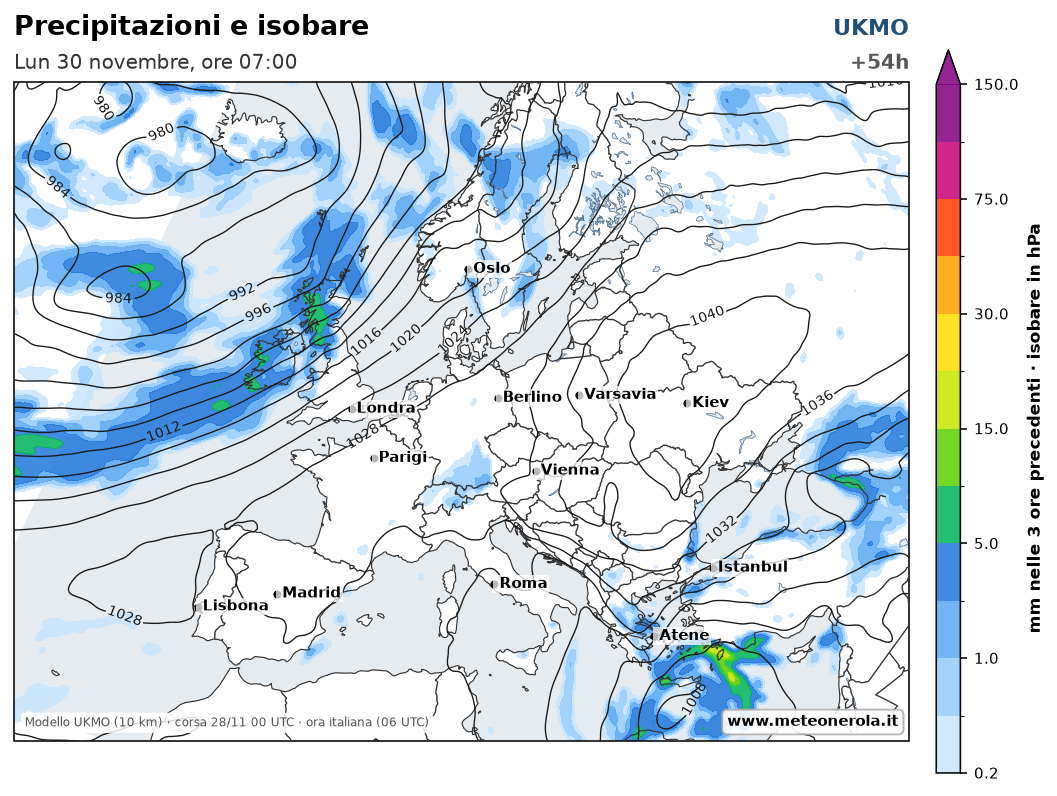 Precipitazioni e isobare
UKMO
Lun 30 novembre, ore 07:00
+54h
1016
980
980
984
984
992
996
1016
1020
1024
1040
1036
1012
1028
1032
1028
1008
Oslo
Berlino
Varsavia
Kiev
Londra
Parigi
Vienna
Istanbul
Roma
Madrid
Lisbona
Atene
Modello UKMO (10 km) · corsa 28/11 00 UTC · ora italiana (06 UTC)
www.meteonerola.it
150.0
75.0
30.0
15.0
5.0
1.0
0.2
mm nelle 3 ore precedenti · isobare in hPa